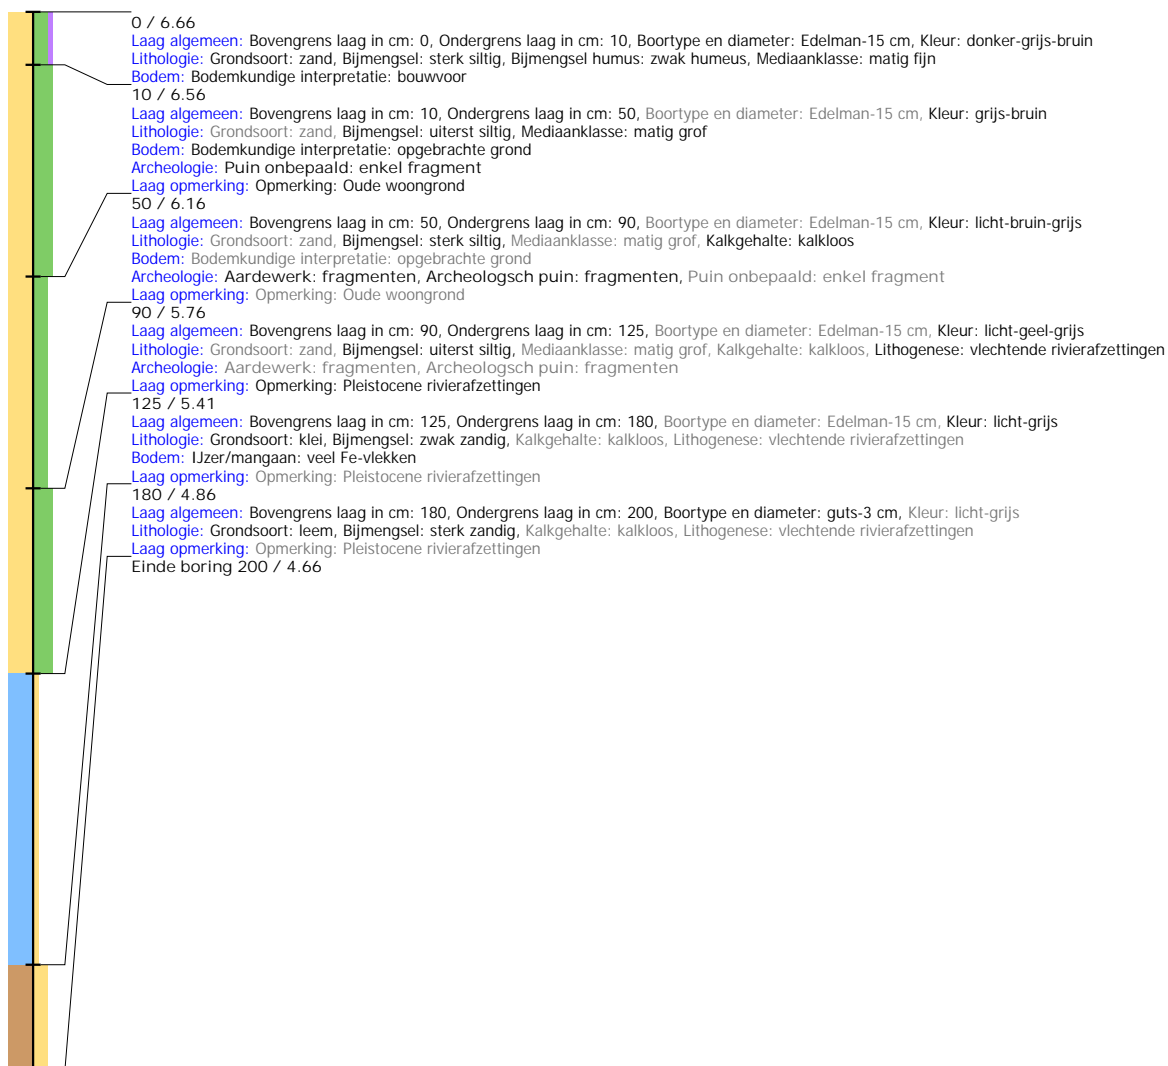 0 / 6.66
Laag algemeen: Bovengrens laag in cm: 0, Ondergrens laag in cm: 10, Boortype en diameter: Edelman-15 cm, Kleur: donker-grijs-bruin
Lithologie: Grondsoort: zand, Bijmengsel: sterk siltig, Bijmengsel humus: zwak humeus, Mediaanklasse: matig fijn
Bodem: Bodemkundige interpretatie: bouwvoor
10 / 6.56
Laag algemeen: Bovengrens laag in cm: 10, Ondergrens laag in cm: 50, Boortype en diameter: Edelman-15 cm, Kleur: grijs-bruin
Lithologie: Grondsoort: zand, Bijmengsel: uiterst siltig, Mediaanklasse: matig grof
Bodem: Bodemkundige interpretatie: opgebrachte grond
Archeologie: Puin onbepaald: enkel fragment
Laag opmerking: Opmerking: Oude woongrond
50 / 6.16
Laag algemeen: Bovengrens laag in cm: 50, Ondergrens laag in cm: 90, Boortype en diameter: Edelman-15 cm, Kleur: licht-bruin-grijs
Lithologie: Grondsoort: zand, Bijmengsel: sterk siltig, Mediaanklasse: matig grof, Kalkgehalte: kalkloos
Bodem: Bodemkundige interpretatie: opgebrachte grond
Archeologie: Aardewerk: fragmenten, Archeologsch puin: fragmenten, Puin onbepaald: enkel fragment
Laag opmerking: Opmerking: Oude woongrond
90 / 5.76
Laag algemeen: Bovengrens laag in cm: 90, Ondergrens laag in cm: 125, Boortype en diameter: Edelman-15 cm, Kleur: licht-geel-grijs
Lithologie: Grondsoort: zand, Bijmengsel: uiterst siltig, Mediaanklasse: matig grof, Kalkgehalte: kalkloos, Lithogenese: vlechtende rivierafzettingen
Archeologie: Aardewerk: fragmenten, Archeologsch puin: fragmenten
Laag opmerking: Opmerking: Pleistocene rivierafzettingen
125 / 5.41
Laag algemeen: Bovengrens laag in cm: 125, Ondergrens laag in cm: 180, Boortype en diameter: Edelman-15 cm, Kleur: licht-grijs
Lithologie: Grondsoort: klei, Bijmengsel: zwak zandig, Kalkgehalte: kalkloos, Lithogenese: vlechtende rivierafzettingen
Bodem: IJzer/mangaan: veel Fe-vlekken
Laag opmerking: Opmerking: Pleistocene rivierafzettingen
180 / 4.86
Laag algemeen: Bovengrens laag in cm: 180, Ondergrens laag in cm: 200, Boortype en diameter: guts-3 cm, Kleur: licht-grijs
Lithologie: Grondsoort: leem, Bijmengsel: sterk zandig, Kalkgehalte: kalkloos, Lithogenese: vlechtende rivierafzettingen
Laag opmerking: Opmerking: Pleistocene rivierafzettingen
Einde boring 200 / 4.66